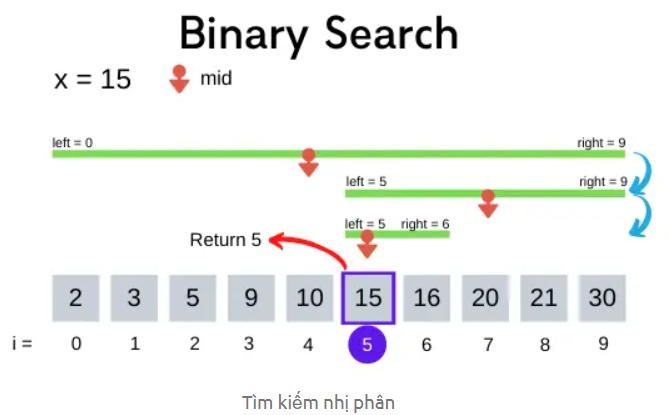 Binary Search
x = 15 mid
left = 0 right = 9
left = 5 right = 9
left = 5 right = 6
Return 5
2 3 5 9 10 15 16 20 21 30
i = 0 1 2 3 4 5 6 7 8 9
Tìm kiếm nhị phân